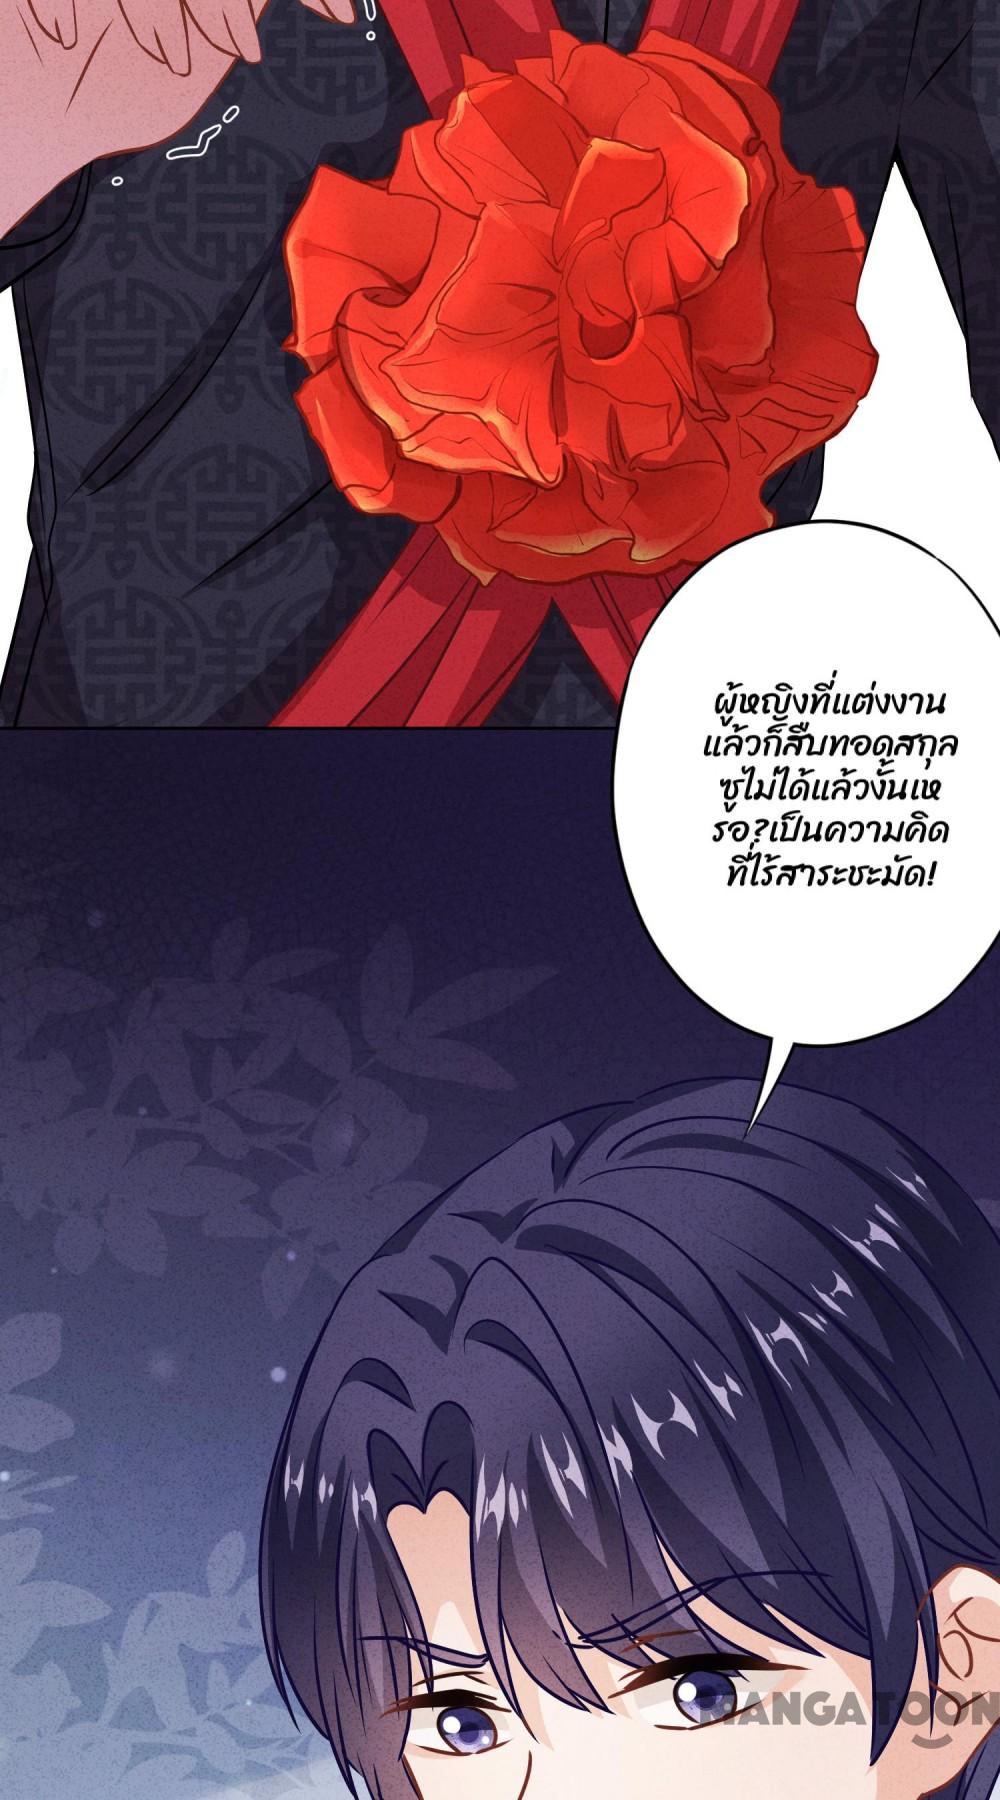 ผู้หญิงที่แต่งงาน
แล้วก็สืบทอดสกุล
ซูไม่ได้แล้วงั้นเห
รอ?เป็นความคิด
ที่ไร้สาระชะมัด!
MANGATOON